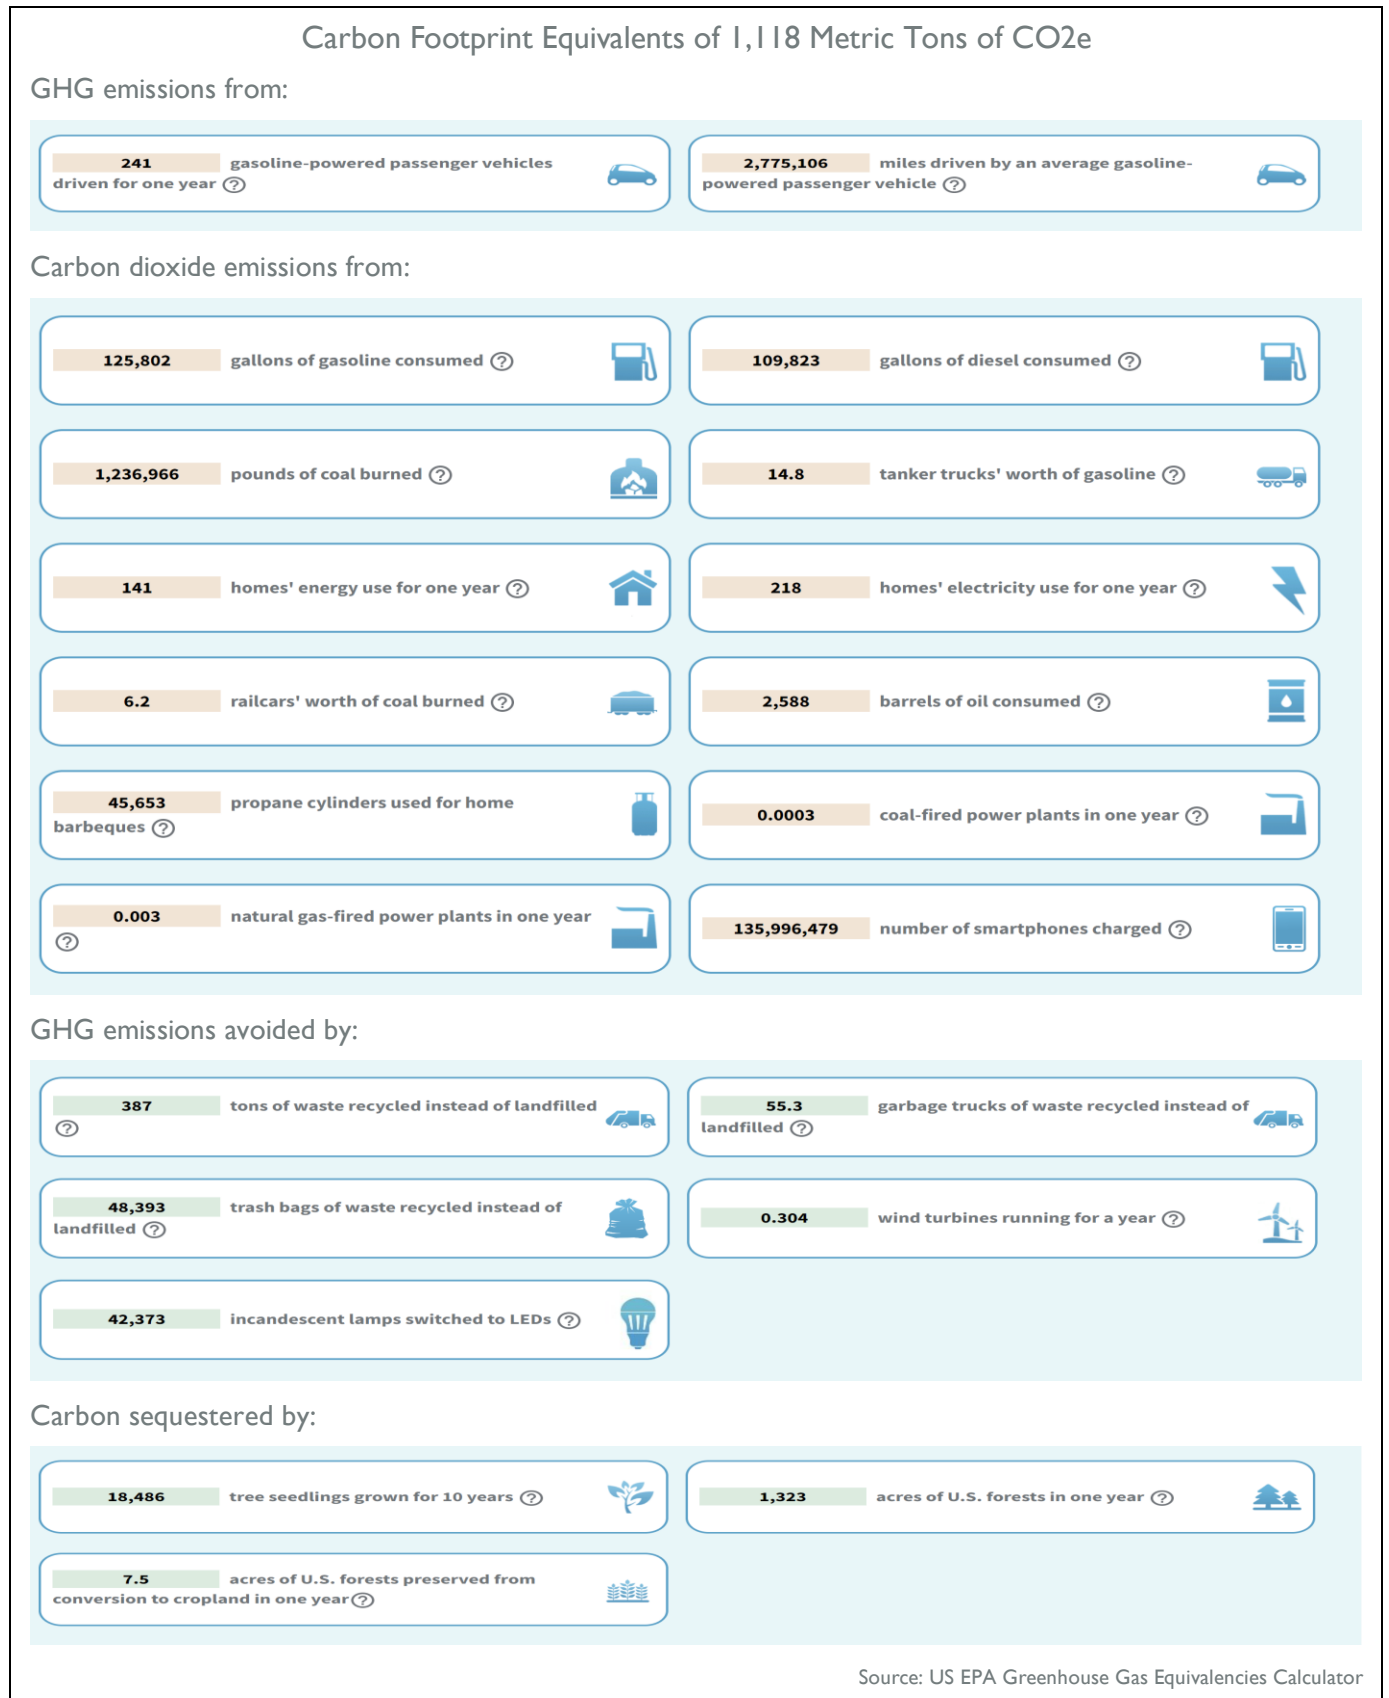 Carbon Footprint Equivalents of 1,118 Metric Tons of CO2e
GHG emissions from:
241 gasoline-powered passenger vehicles
driven for one year ?
2,775,106 miles driven by an average gasoline-
powered passenger vehicle ?
Carbon dioxide emissions from:
125,802 gallons of gasoline consumed ?
109,823 gallons of diesel consumed ?
1,236,966 pounds of coal burned ?
14.8 tanker trucks' worth of gasoline ?
141 homes' energy use for one year ?
218 homes' electricity use for one year ?
6.2 railcars' worth of coal burned ?
2,588 barrels of oil consumed ?
45,653 propane cylinders used for home
barbeques ?
0.0003 coal-fired power plants in one year ?
0.003 natural gas-fired power plants in one year
?
135,996,479 number of smartphones charged ?
GHG emissions avoided by:
387 tons of waste recycled instead of landfilled
?
55.3 garbage trucks of waste recycled instead of
landfilled ?
48,393 trash bags of waste recycled instead of
landfilled ?
0.304 wind turbines running for a year ?
42,373 incandescent lamps switched to LEDs ?
Carbon sequestered by:
18,486 tree seedlings grown for 10 years ?
1,323 acres of U.S. forests in one year ?
7.5 acres of U.S. forests preserved from
conversion to cropland in one year ?
Source: US EPA Greenhouse Gas Equivalencies Calculator